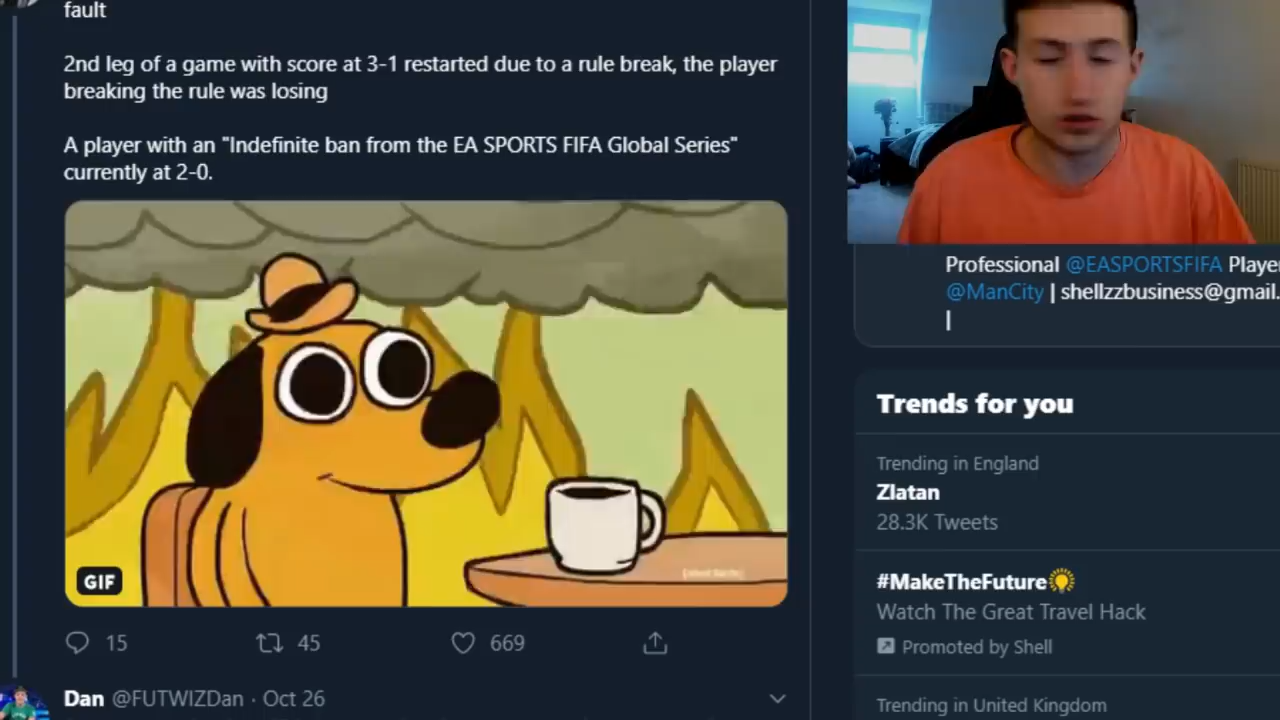 fault
2nd leg of a game with score at 3-1 restarted due to a rule break, the player
breaking the rule was losing
A player with an "Indefinite ban from the EA SPORTS FIFA Global Series"
currently at 2-0.
GIF
15 45 669
Dan @FUTWIZDan · Oct 26
Professional @EASPORTSFIFA Playe
@ManCity | shellzzbusiness@gmail.
|
Trends for you
Trending in England
Zlatan
28.3K Tweets
#MakeTheFuture
Watch The Great Travel Hack
Promoted by Shell
Trending in United Kingdom